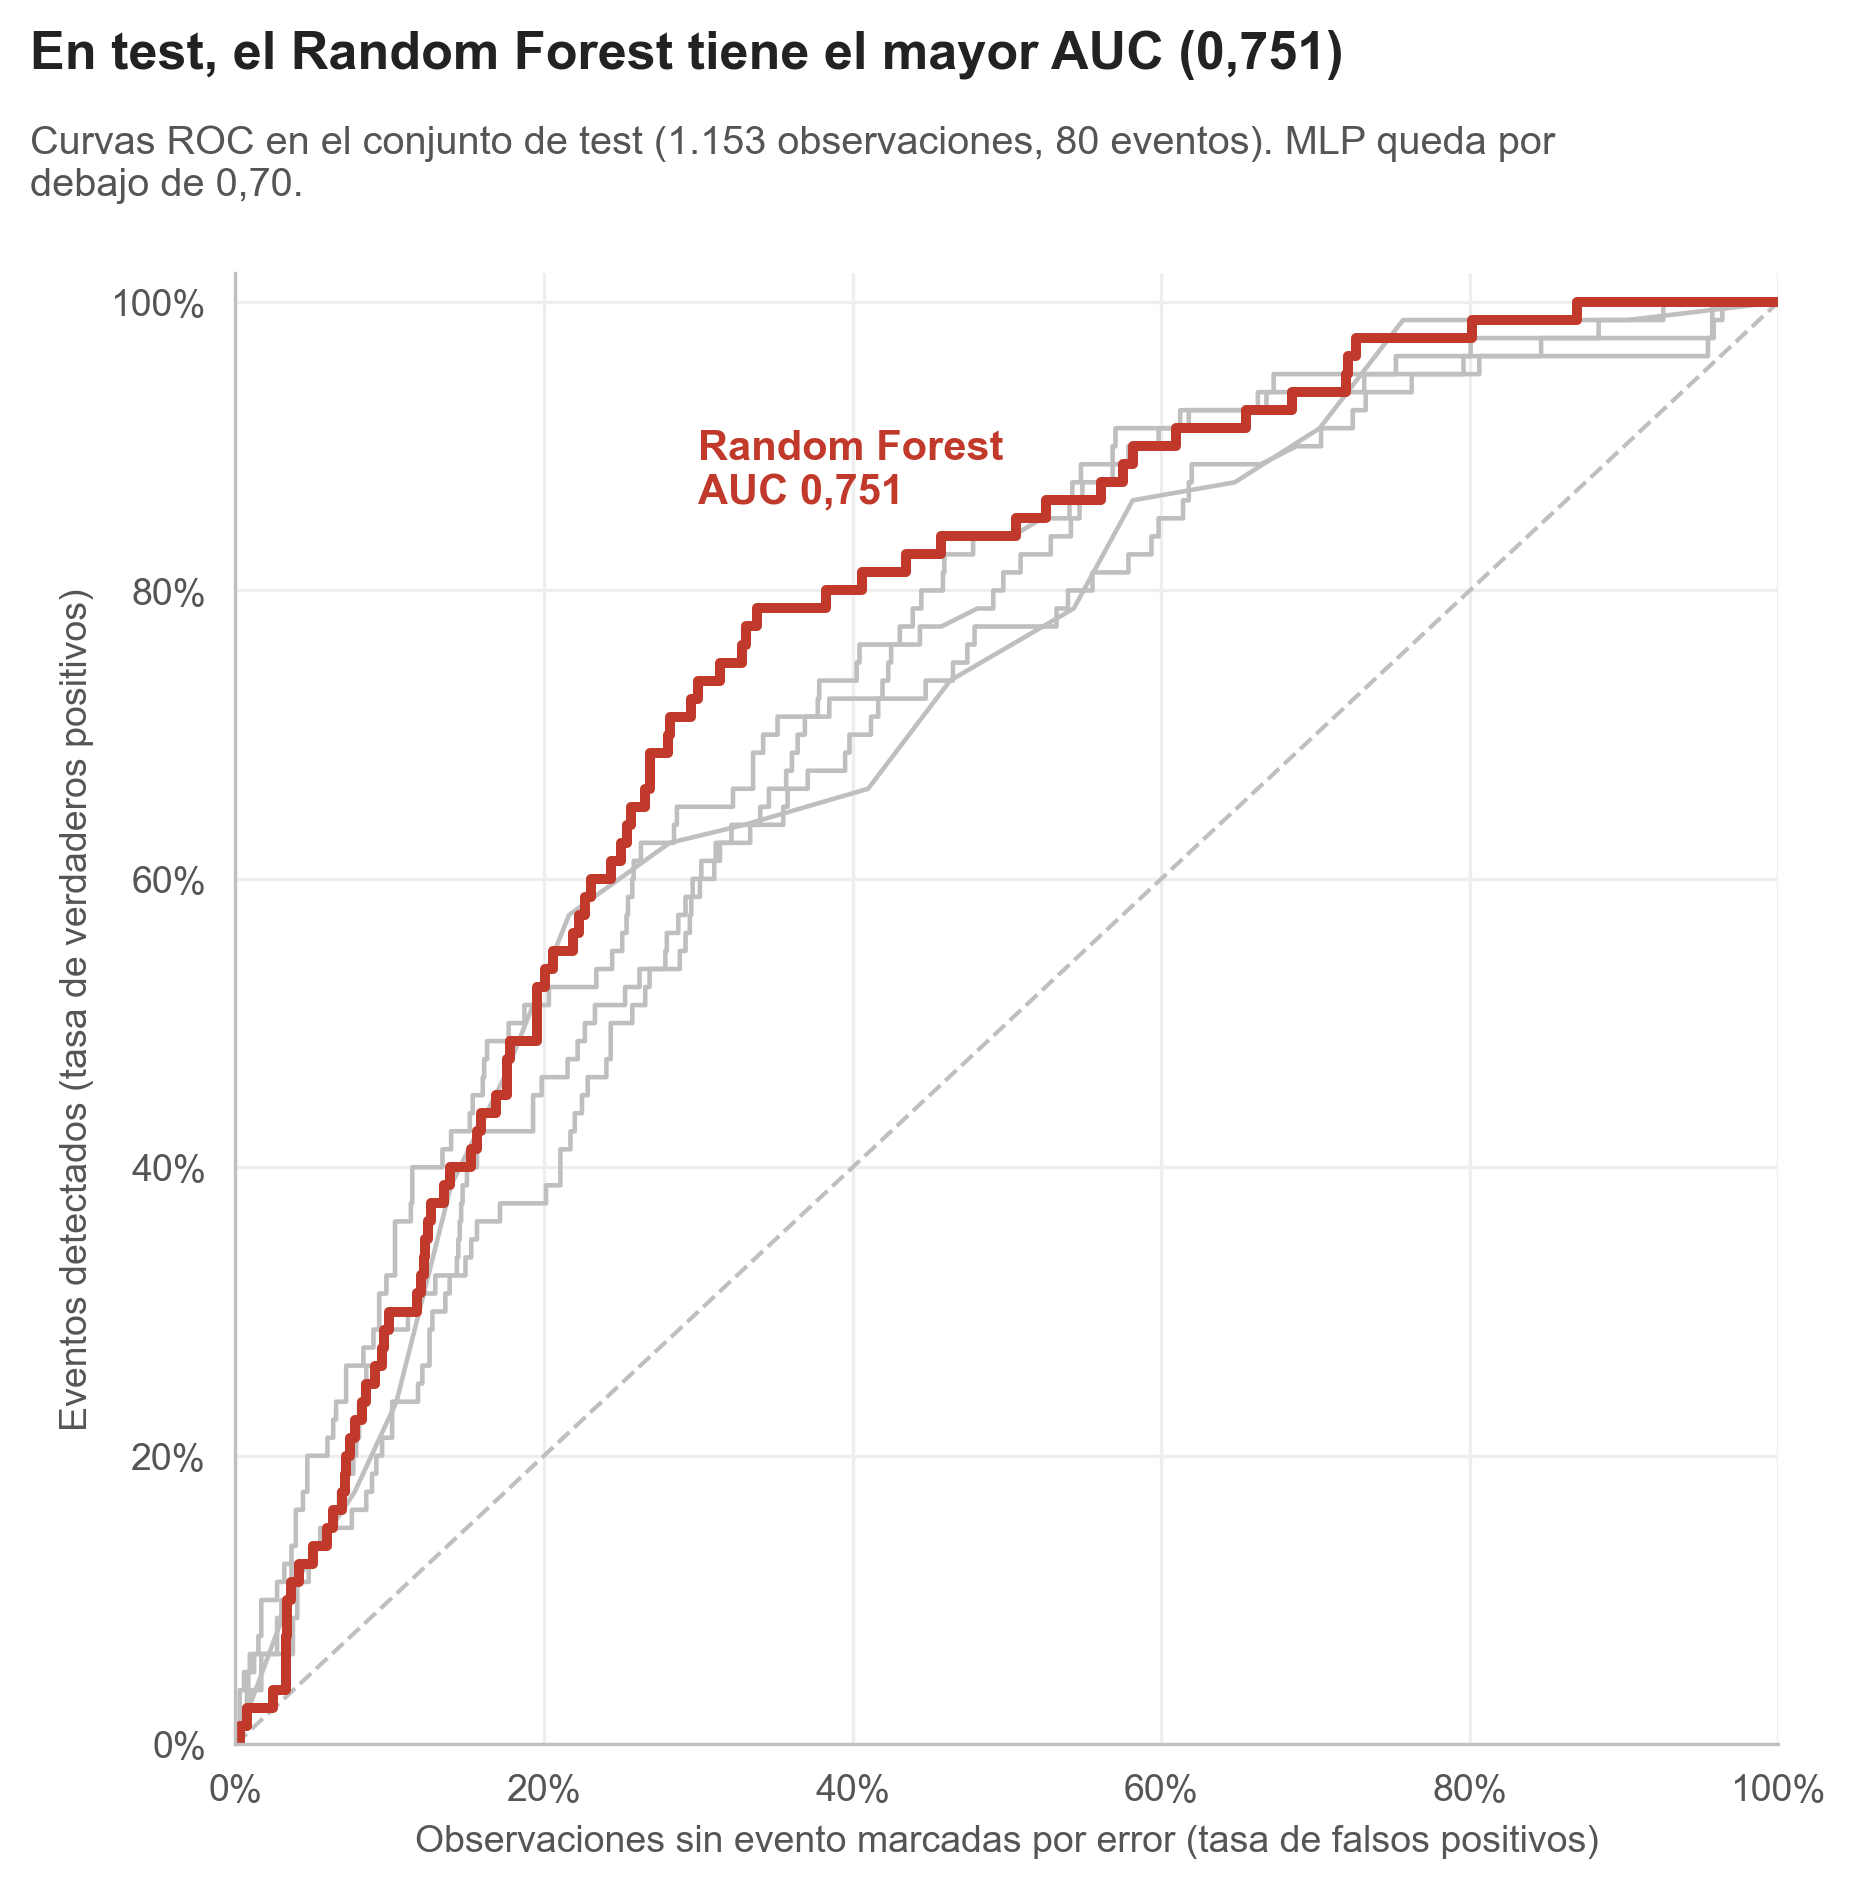 En test, el Random Forest tiene el mayor AUC (0,751)
Curvas ROC en el conjunto de test (1.153 observaciones, 80 eventos). MLP queda por
debajo de 0,70.
100%
80%
60%
40%
20%
0%
Eventos detectados (tasa de verdaderos positivos)
Random Forest
AUC 0,751
0%
20%
40%
60%
80%
100%
Observaciones sin evento marcadas por error (tasa de falsos positivos)